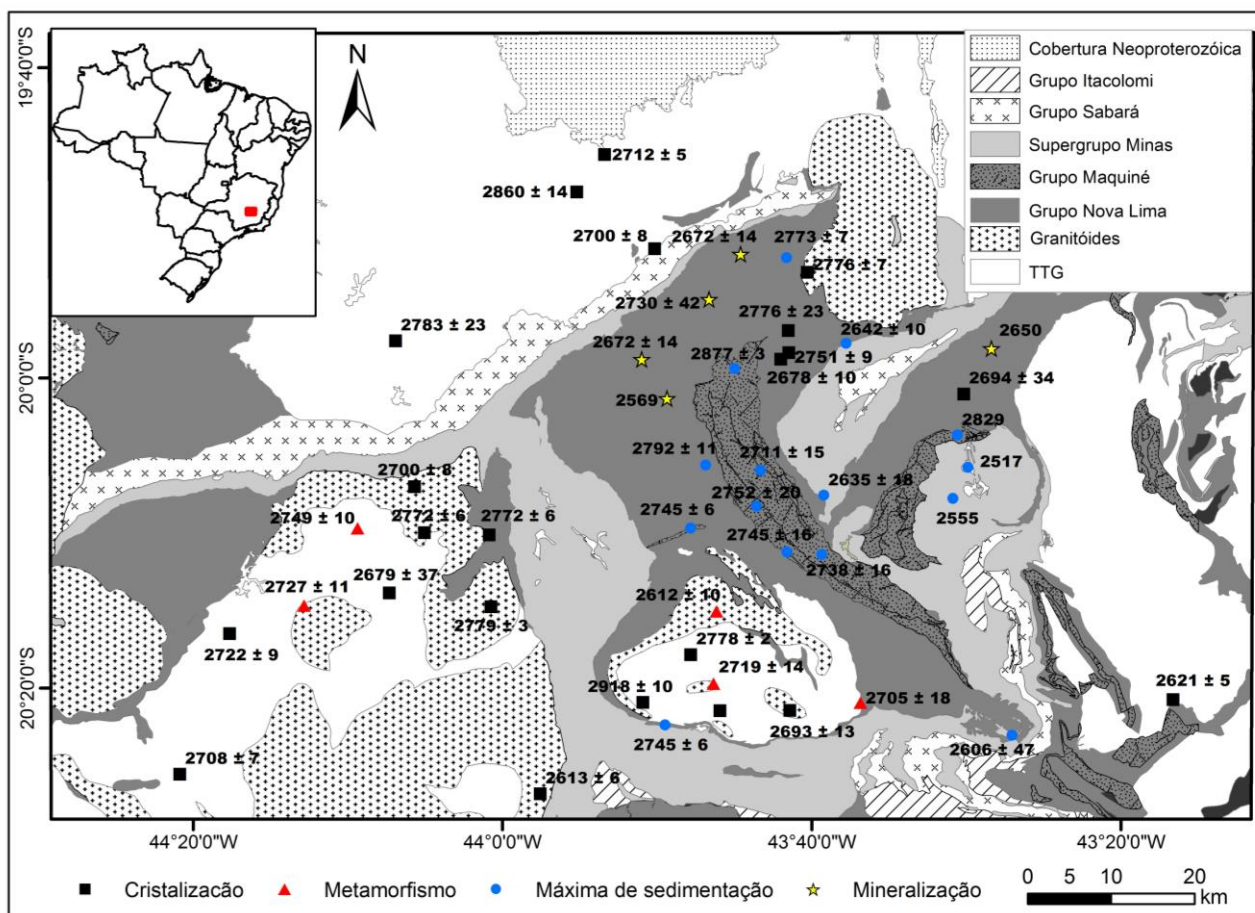 19°40'0"S
N
Cobertura Neoproterozóica
Grupo Itacolomi
Grupo Sabará
Supergrupo Minas
Grupo Maquiné
Grupo Nova Lima
Granitóides
TTG
2712 ± 5
2860 ± 14
2700 ± 8
2672 ± 14
2773 ± 7
2776 ± 7
2730 ± 42
2776 ± 23
2642 ± 10
2783 ± 23
2650
2672 ± 14
2877 ± 3
2751 ± 9
20°0'0"S
2678 ± 10
2694 ± 34
2569
2829
2792 ± 11
2711 ± 15
2700 ± 8
2517
2635 ± 18
2752 ± 20
2749 ± 10
2772 ± 6
2772 ± 6
2745 ± 6
2555
2745 ± 16
2738 ± 16
2679 ± 37
2727 ± 11
2612 ± 10
2779 ± 3
2778 ± 2
2722 ± 9
2719 ± 14
20°20'0"S
2918 ± 10
2621 ± 5
2705 ± 18
2693 ± 13
2745 ± 6
2606 ± 47
2708 ± 7
2613 ± 6
44°20'0"W
44°0'0"W
43°40'0"W
43°20'0"W
Cristalização
Metamorfismo
Máxima de sedimentação
Mineralização
0 5 10 20
km